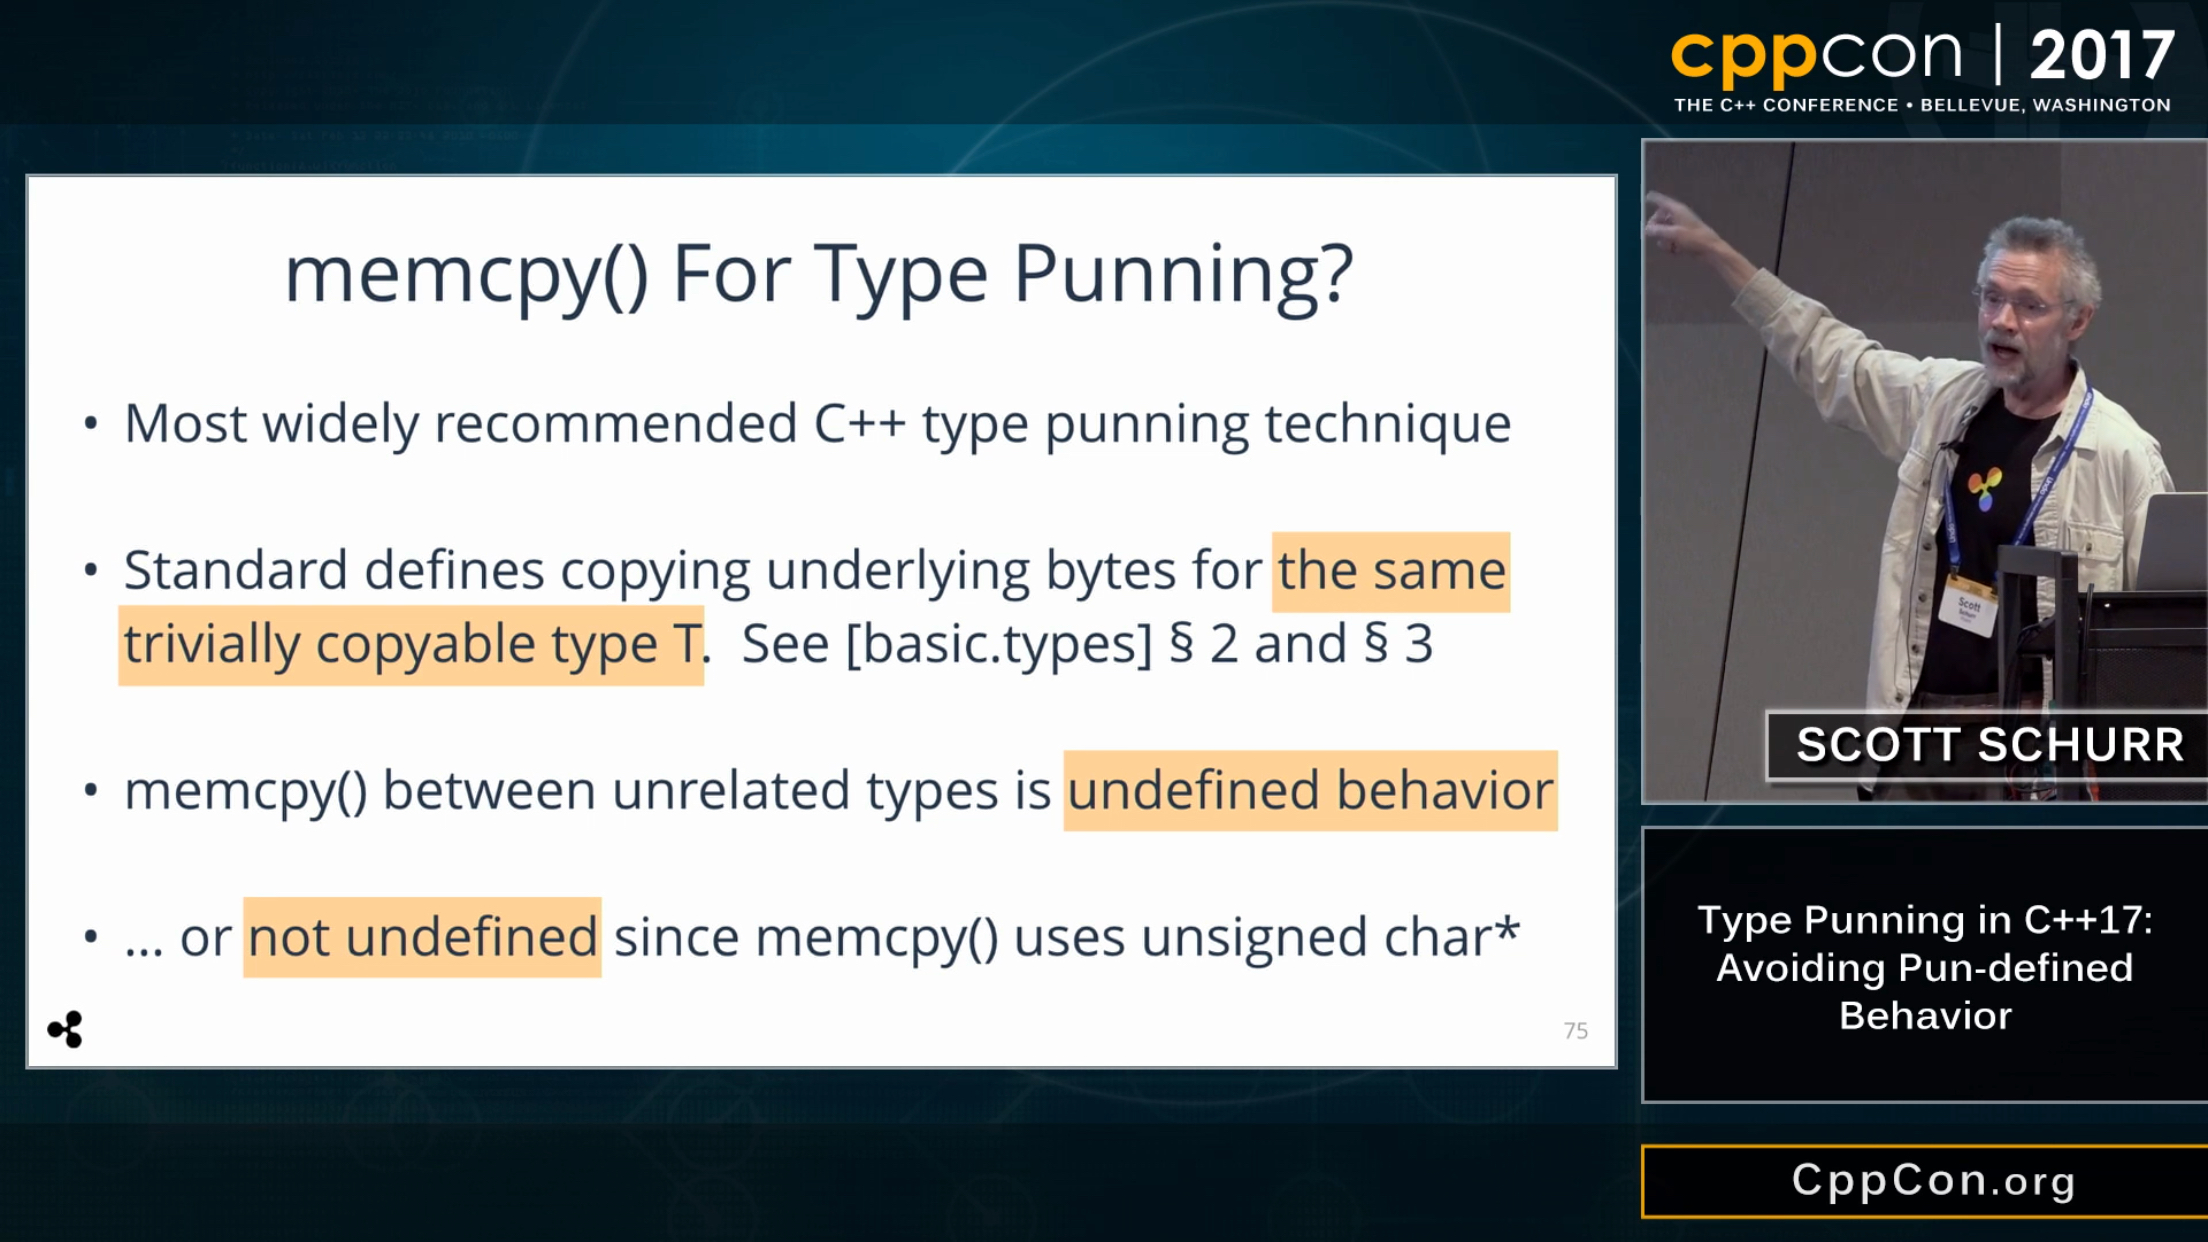 cppcon | 2017
THE C++ CONFERENCE • BELLEVUE, WASHINGTON
memcpy() For Type Punning?
• Most widely recommended C++ type punning technique
• Standard defines copying underlying bytes for the same
trivially copyable type T. See [basic.types] § 2 and § 3
• memcpy() between unrelated types is undefined behavior
• ... or not undefined since memcpy() uses unsigned char*
75
Scott
SCOTT SCHURR
Type Punning in C++17:
Avoiding Pun-defined
Behavior
CppCon.org